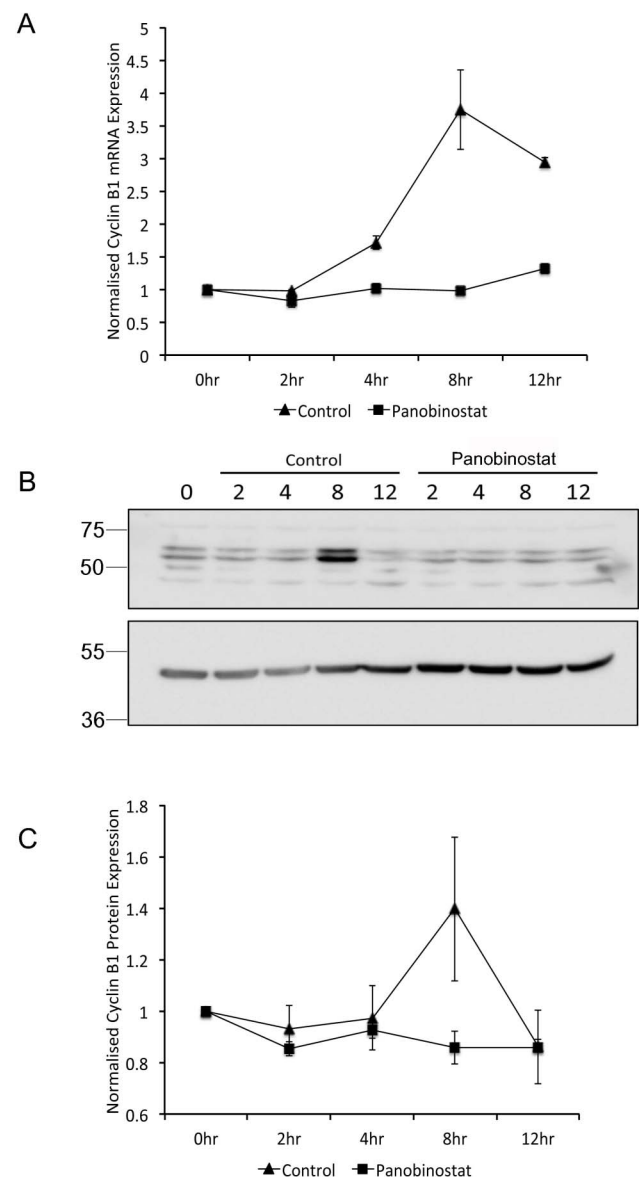 A
Normalised Cyclin B1 mRNA Expression
5
4.5
4
3.5
3
2.5
2
1.5
1
0.5
0
0hr 2hr 4hr 8hr 12hr
Control Panobinostat
B
Control Panobinostat
0 2 4 8 12 2 4 8 12
75
50
55
36
C
Normalised Cyclin B1 Protein Expression
1.8
1.6
1.4
1.2
1
0.8
0.6
0hr 2hr 4hr 8hr 12hr
Control Panobinostat